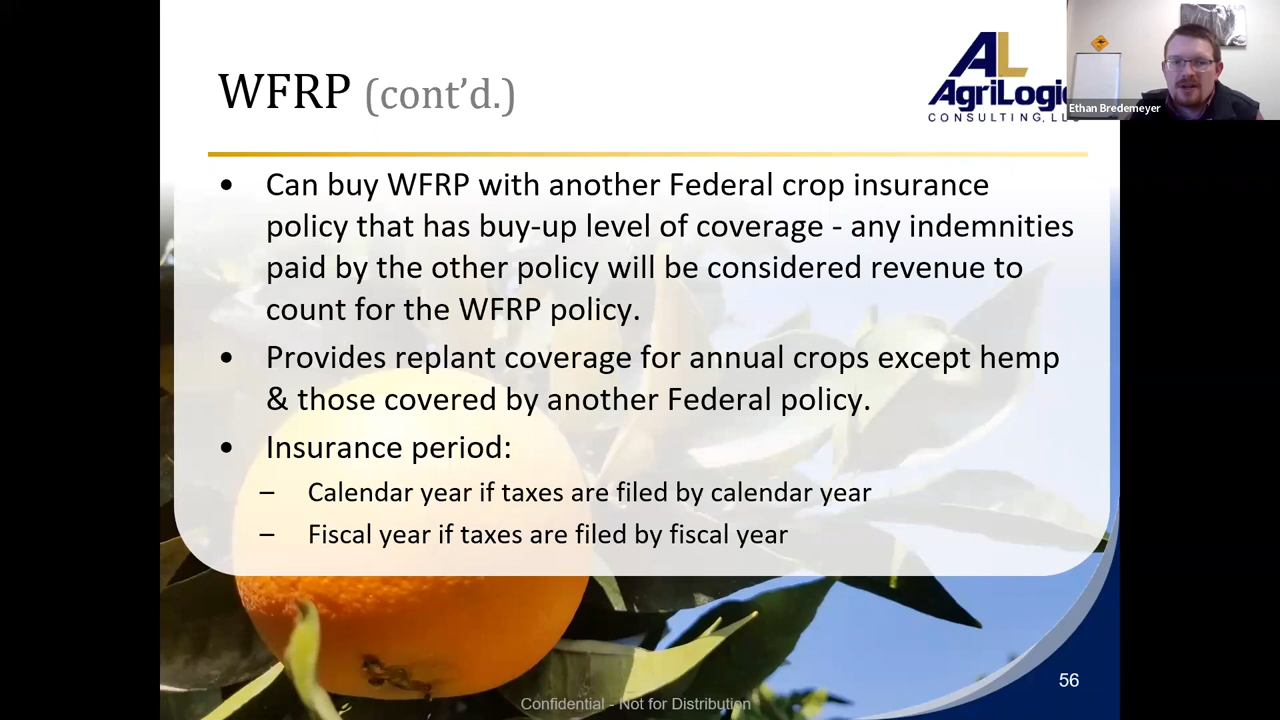 WFRP (cont’d.)
AL
AgriLogic
CONSULTING, LLC
Ethan Bredemeyer
• Can buy WFRP with another Federal crop insurance
policy that has buy-up level of coverage - any indemnities
paid by the other policy will be considered revenue to
count for the WFRP policy.
• Provides replant coverage for annual crops except hemp
& those covered by another Federal policy.
• Insurance period:
– Calendar year if taxes are filed by calendar year
– Fiscal year if taxes are filed by fiscal year
56
Confidential - Not for Distribution